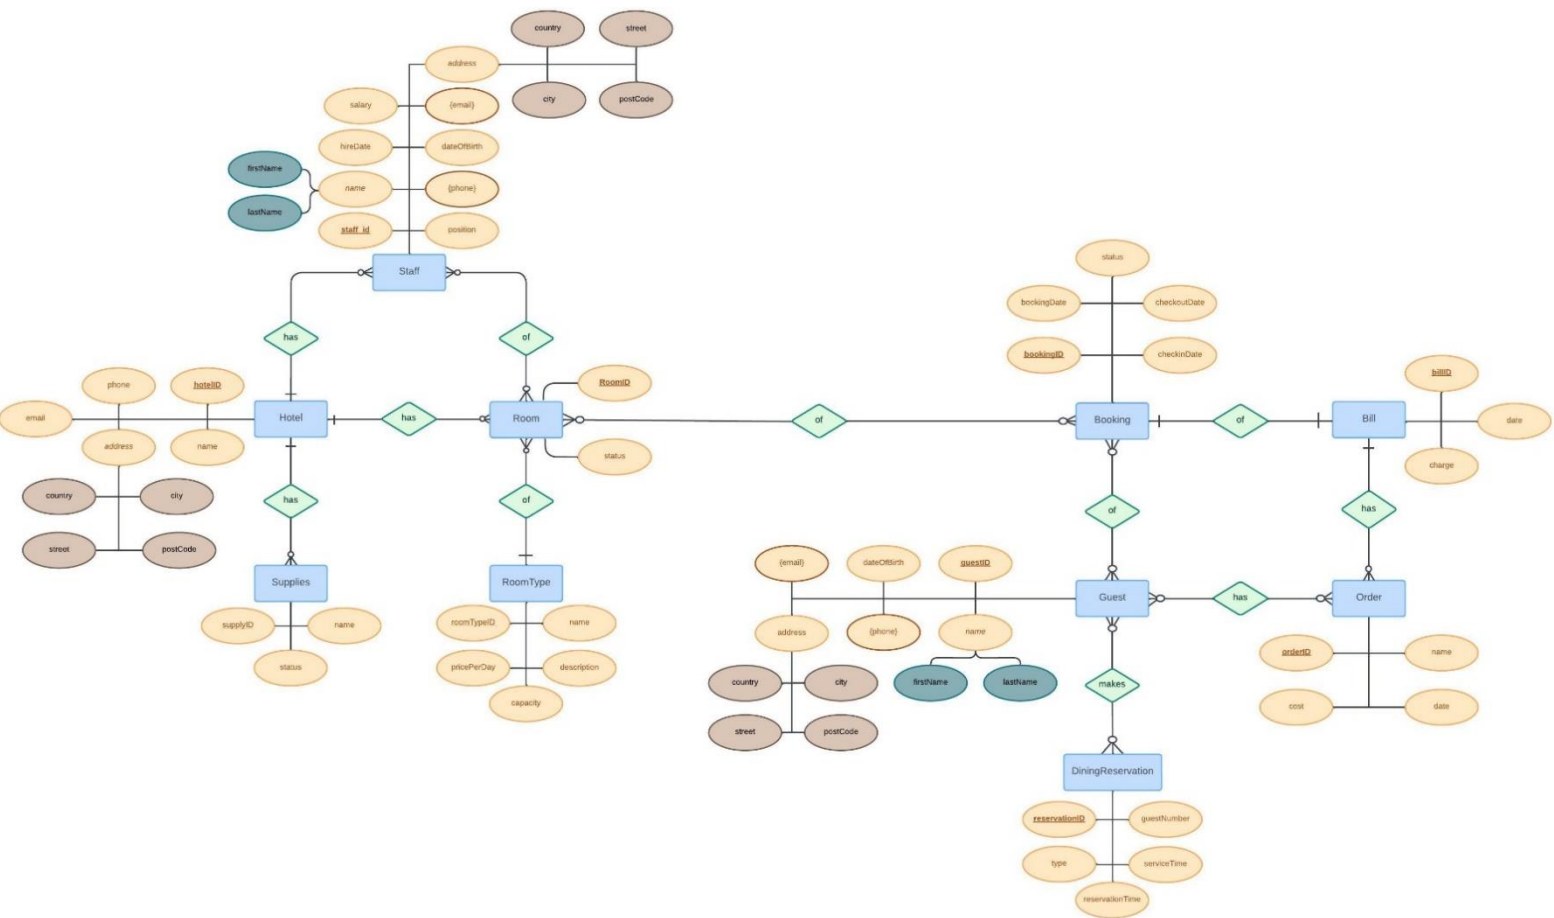 country
street
address
city
postCode
salary
{email}
hireDate
dateOfBirth
firstName
name
{phone}
lastName
staff_id
position
Staff
has
of
phone
hotelID
email
Hotel
address
name
country
city
street
postCode
has
Room
RoomID
status
has
of
Supplies
supplyID
name
status
RoomType
roomTypeID
name
pricePerDay
description
capacity
of
status
bookingDate
checkoutDate
bookingID
checkinDate
Booking
of
Bill
billID
date
charge
of
has
{email}
dateOfBirth
guestID
Guest
has
Order
address
{phone}
name
country
city
firstName
lastName
street
postCode
makes
orderID
name
cost
date
DiningReservation
reservationID
guestNumber
type
serviceTime
reservationTime